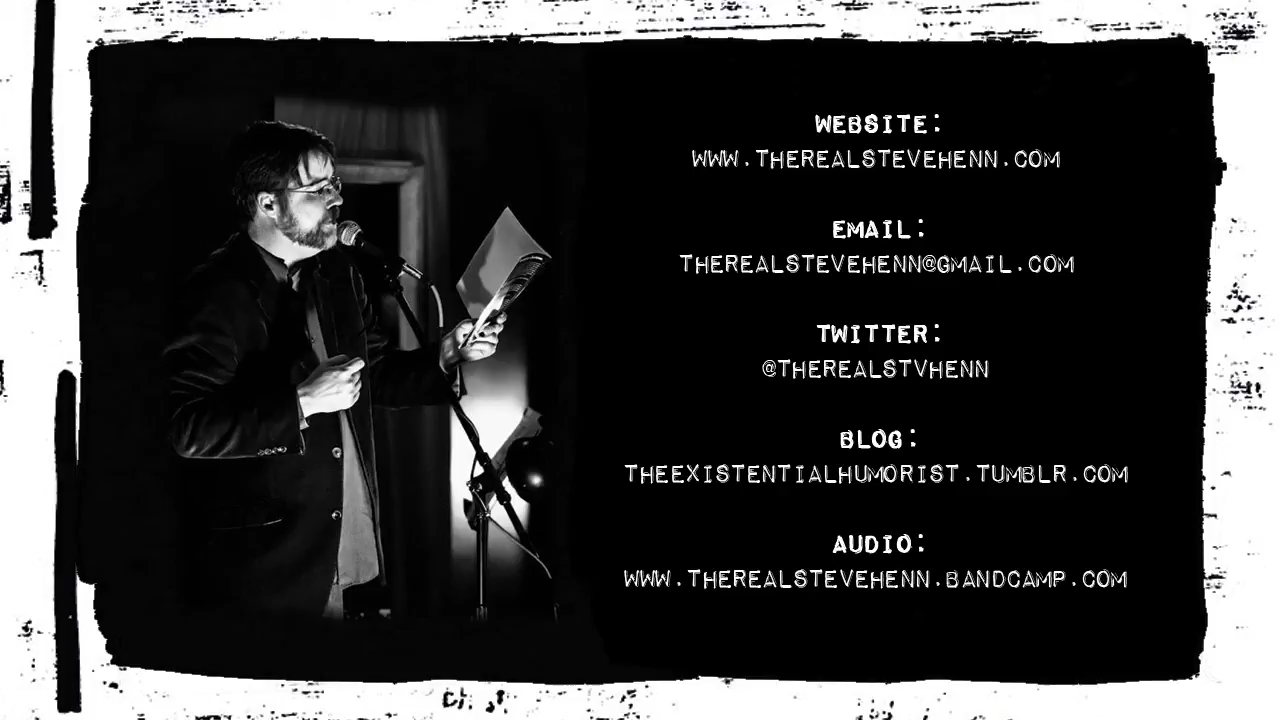 WEBSITE:
WWW.THEREALSTEVEHENN.COM
EMAIL:
THEREALSTEVEHENN@GMAIL.COM
TWITTER:
@THEREALSTVHENN
BLOG:
THEEXISTENTIALHUMORIST.TUMBLR.COM
AUDIO:
WWW.THEREALSTEVEHENN.BANDCAMP.COM